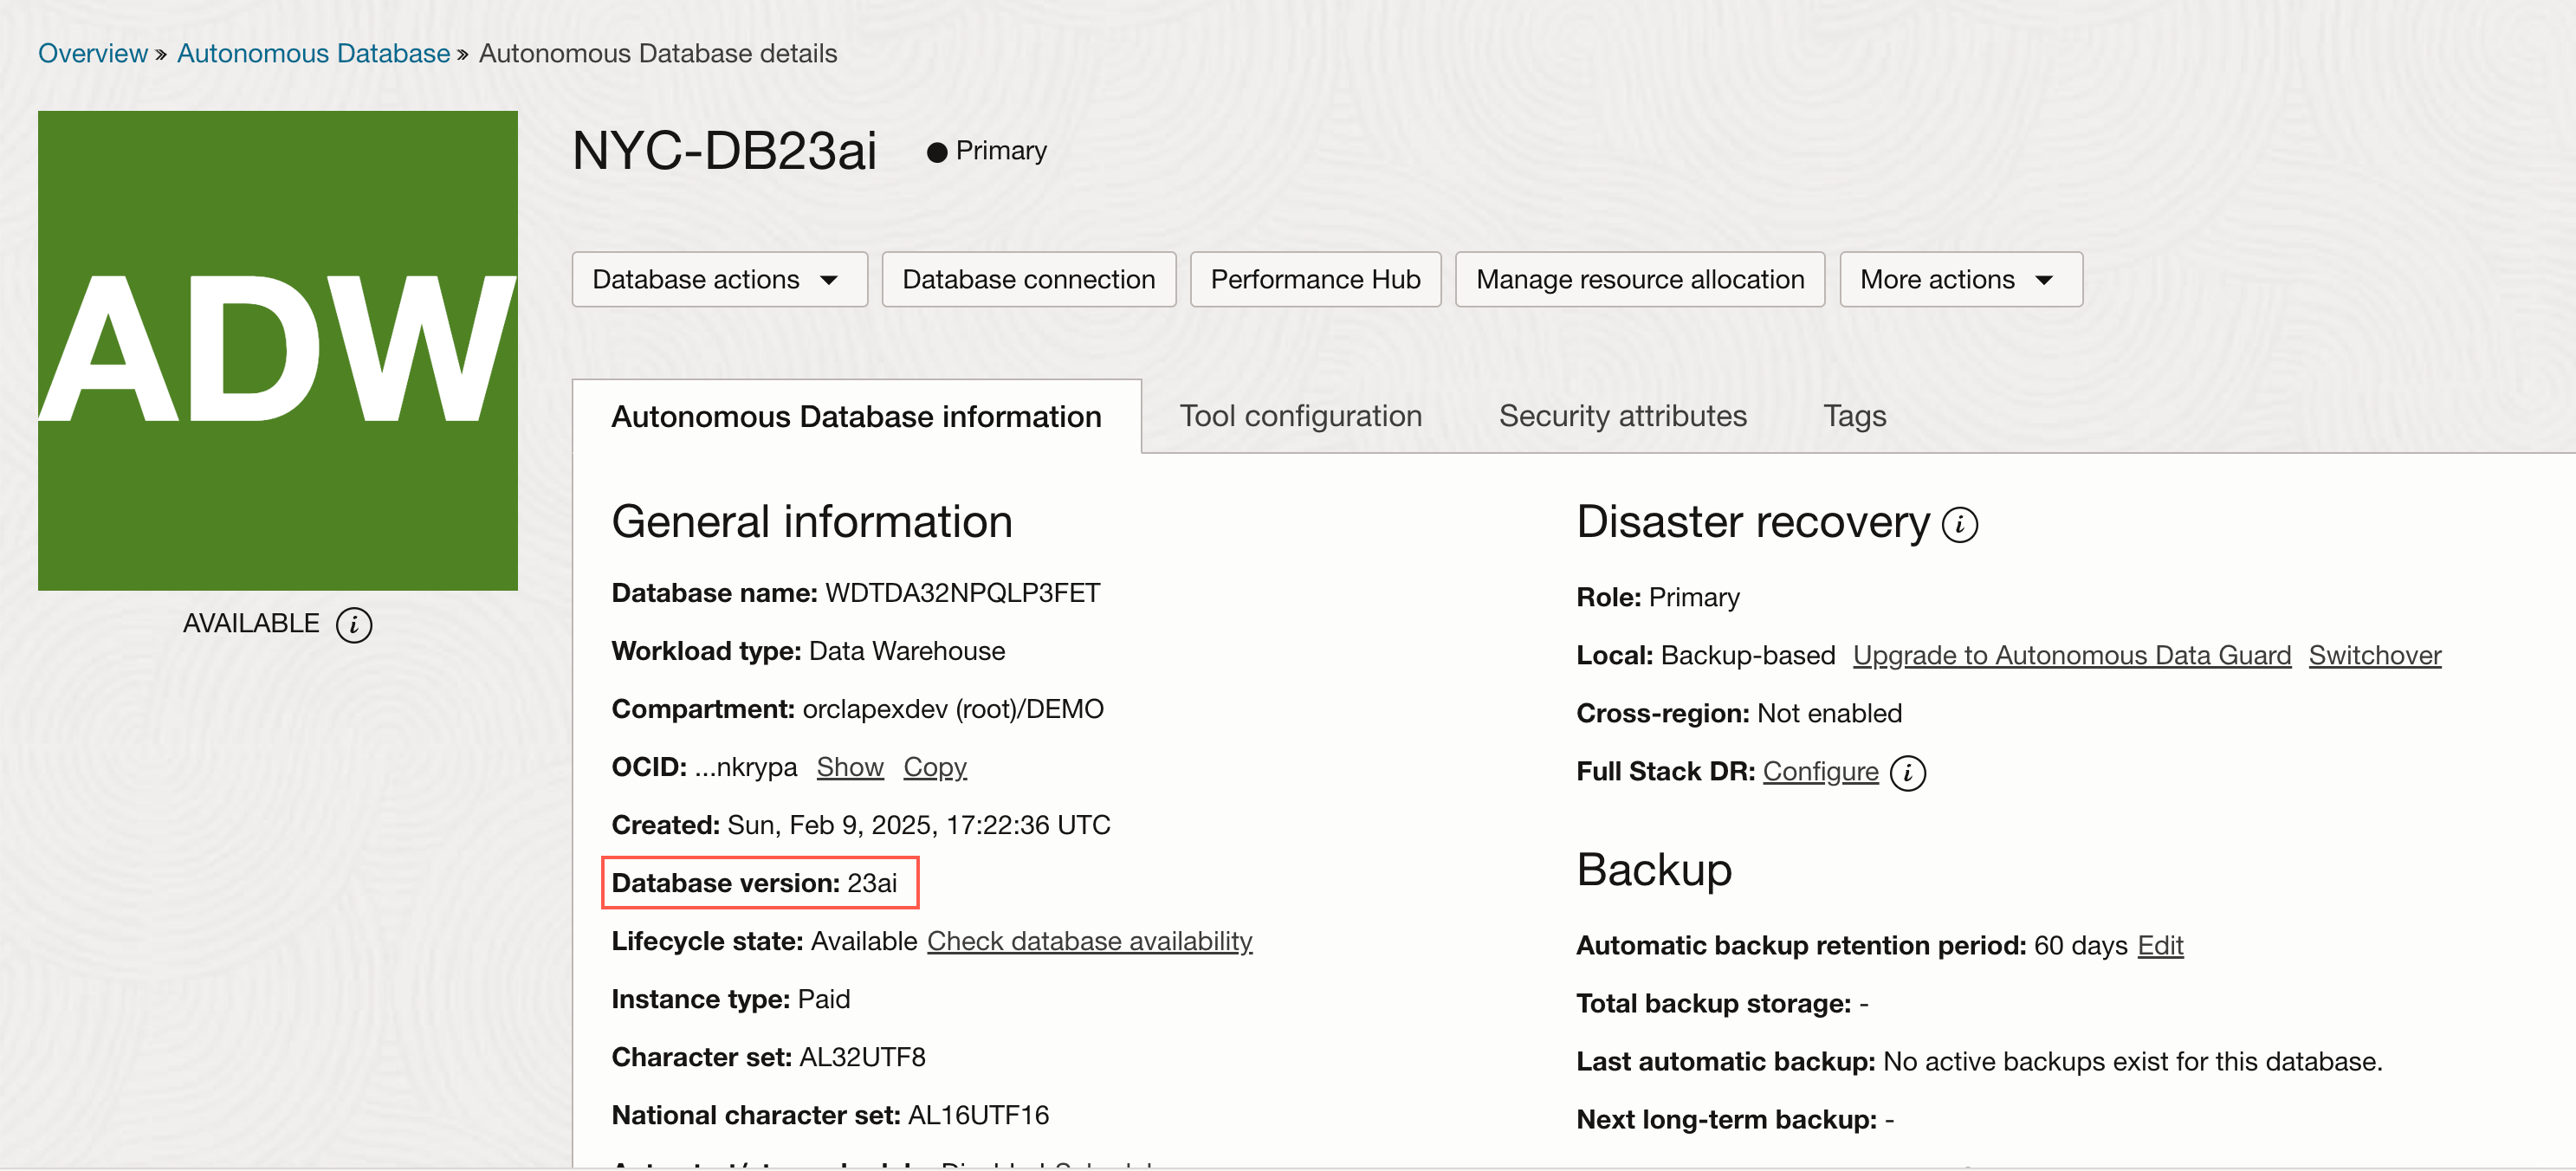 Overview » Autonomous Database » Autonomous Database details
ADW
AVAILABLE
NYC-DB23ai Primary
Database actions Database connection Performance Hub Manage resource allocation More actions
Autonomous Database information Tool configuration Security attributes Tags
General information
Database name: WDTDA32NPQLP3FET
Workload type: Data Warehouse
Compartment: orclapexdev (root)/DEMO
OCID: ...nkrypa Show Copy
Created: Sun, Feb 9, 2025, 17:22:36 UTC
Database version: 23ai
Lifecycle state: Available Check database availability
Instance type: Paid
Character set: AL32UTF8
National character set: AL16UTF16
Disaster recovery
Role: Primary
Local: Backup-based Upgrade to Autonomous Data Guard Switchover
Cross-region: Not enabled
Full Stack DR: Configure
Backup
Automatic backup retention period: 60 days Edit
Total backup storage: -
Last automatic backup: No active backups exist for this database.
Next long-term backup: -